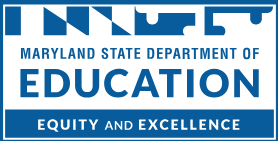 MARYLAND STATE DEPARTMENT OF
EDUCATION
EQUITY AND EXCELLENCE